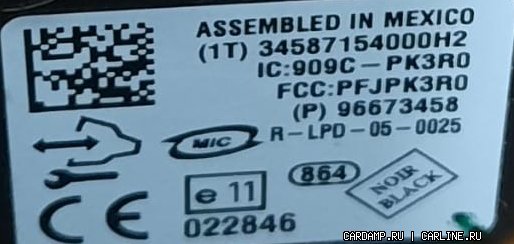 ASSEMBLED IN MEXICO
(1T) 34587154000H2
IC:909C-PK3R0
FCC:PFJPK3R0
(P) 96673458
MIC
R-LPD-05-0025
864
NOIR
BLACK
e 11
022846
CE
CARDAMP.RU | CARLINE.RU